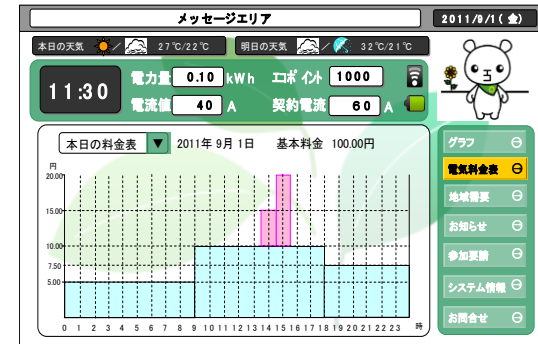 メッセージエリア
2011/9/1(金)
本日の天気 / 27℃/22℃ 明日の天気 / 32℃/21℃
11:30
電力量 0.10 kWh エコポイント 1000
電流値 40 A 契約電流 60 A
本日の料金表 ▼ 2011年 9月 1日 基本料金 100.00円
円
20.00
15.00
10.00
7.50
5.00
0 1 2 3 4 5 6 7 8 9 10 11 12 13 14 15 16 17 18 19 20 21 22 23 時
グラフ
電気料金表
地域需要
お知らせ
参加要請
システム情報
お問合せ